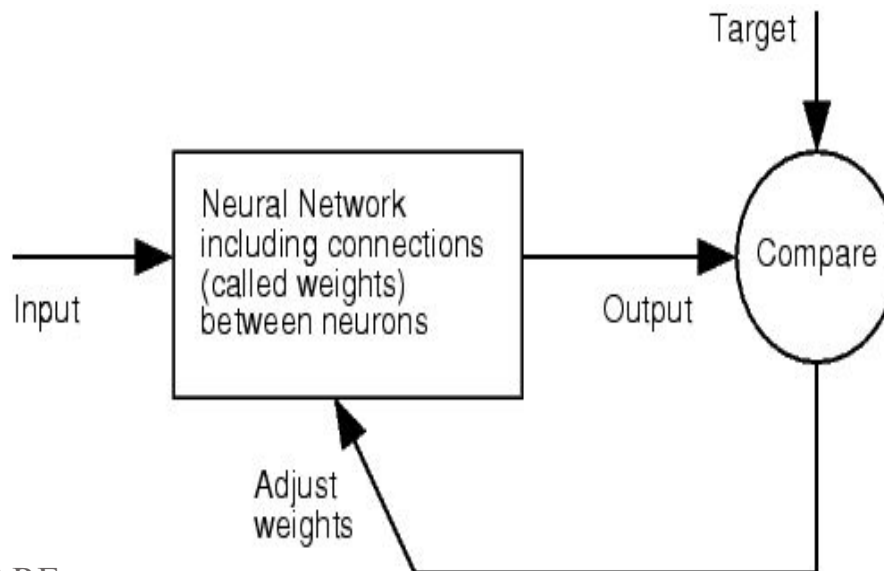 Target
Neural Network
including connections
(called weights)
between neurons
Compare
Input
Output
Adjust
weights